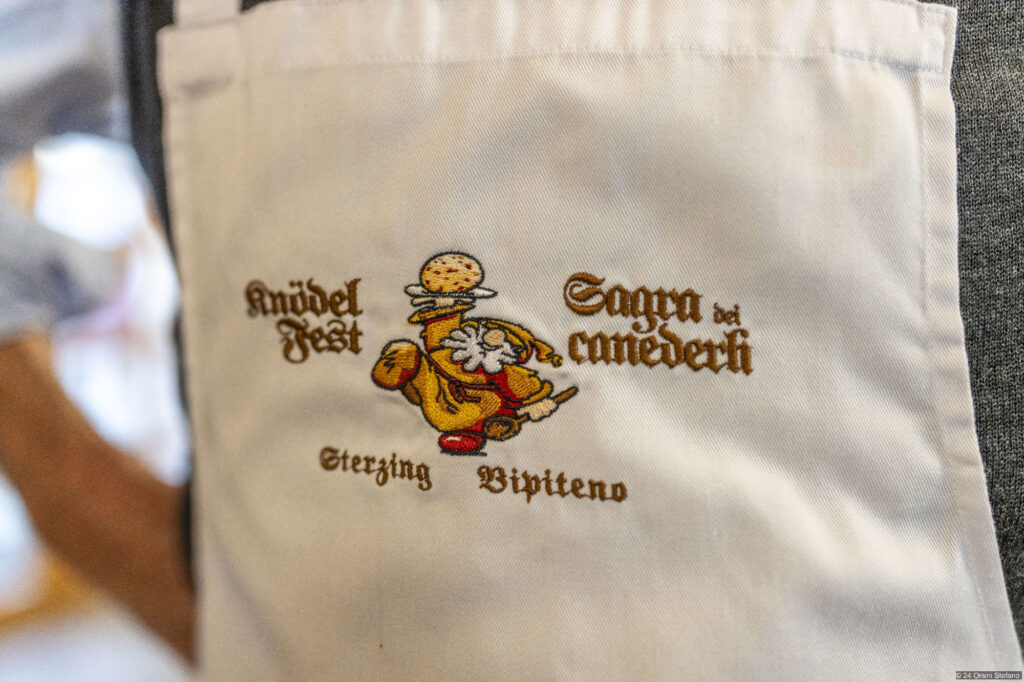 Knödel
Fest
Sagra dei
canederli
Sterzing Vipiteno
© 24 Orsini Stefano